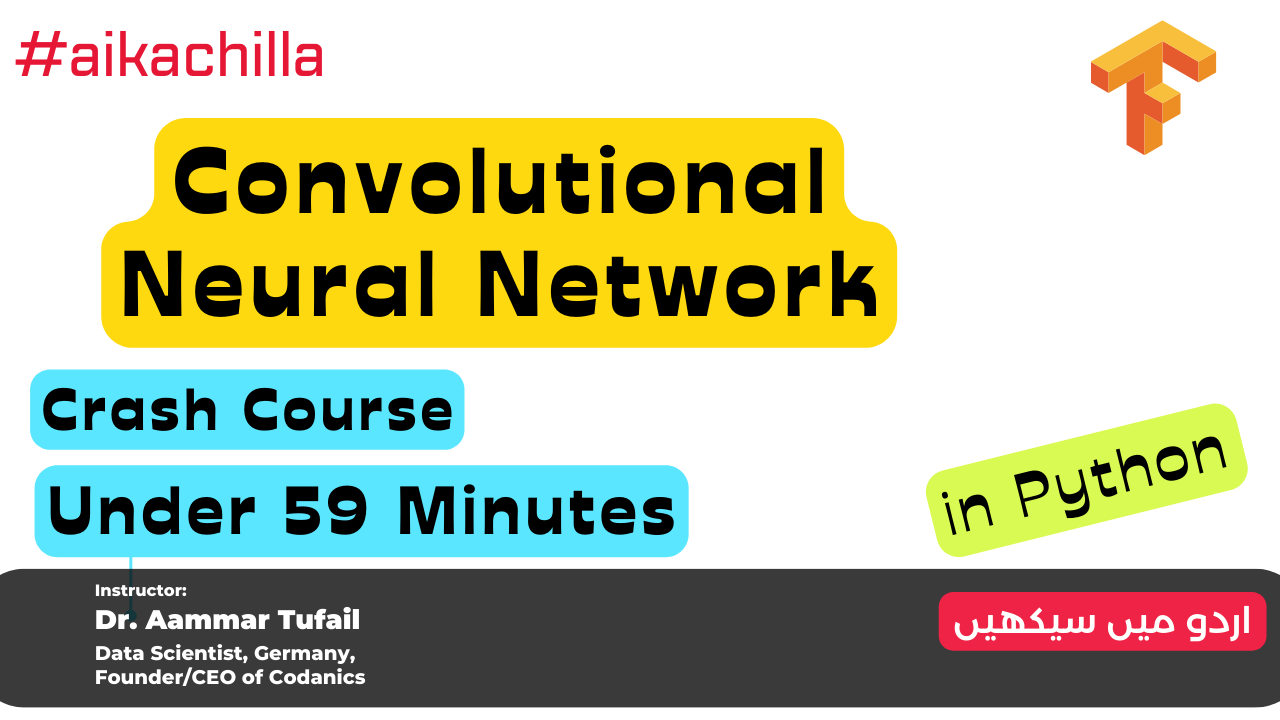 #aikachilla
Convolutional
Neural Network
Crash Course
Under 59 Minutes
in Python
Instructor:
Dr. Aammar Tufail
Data Scientist, Germany,
Founder/CEO of Codanics
اردو میں سیکھیں